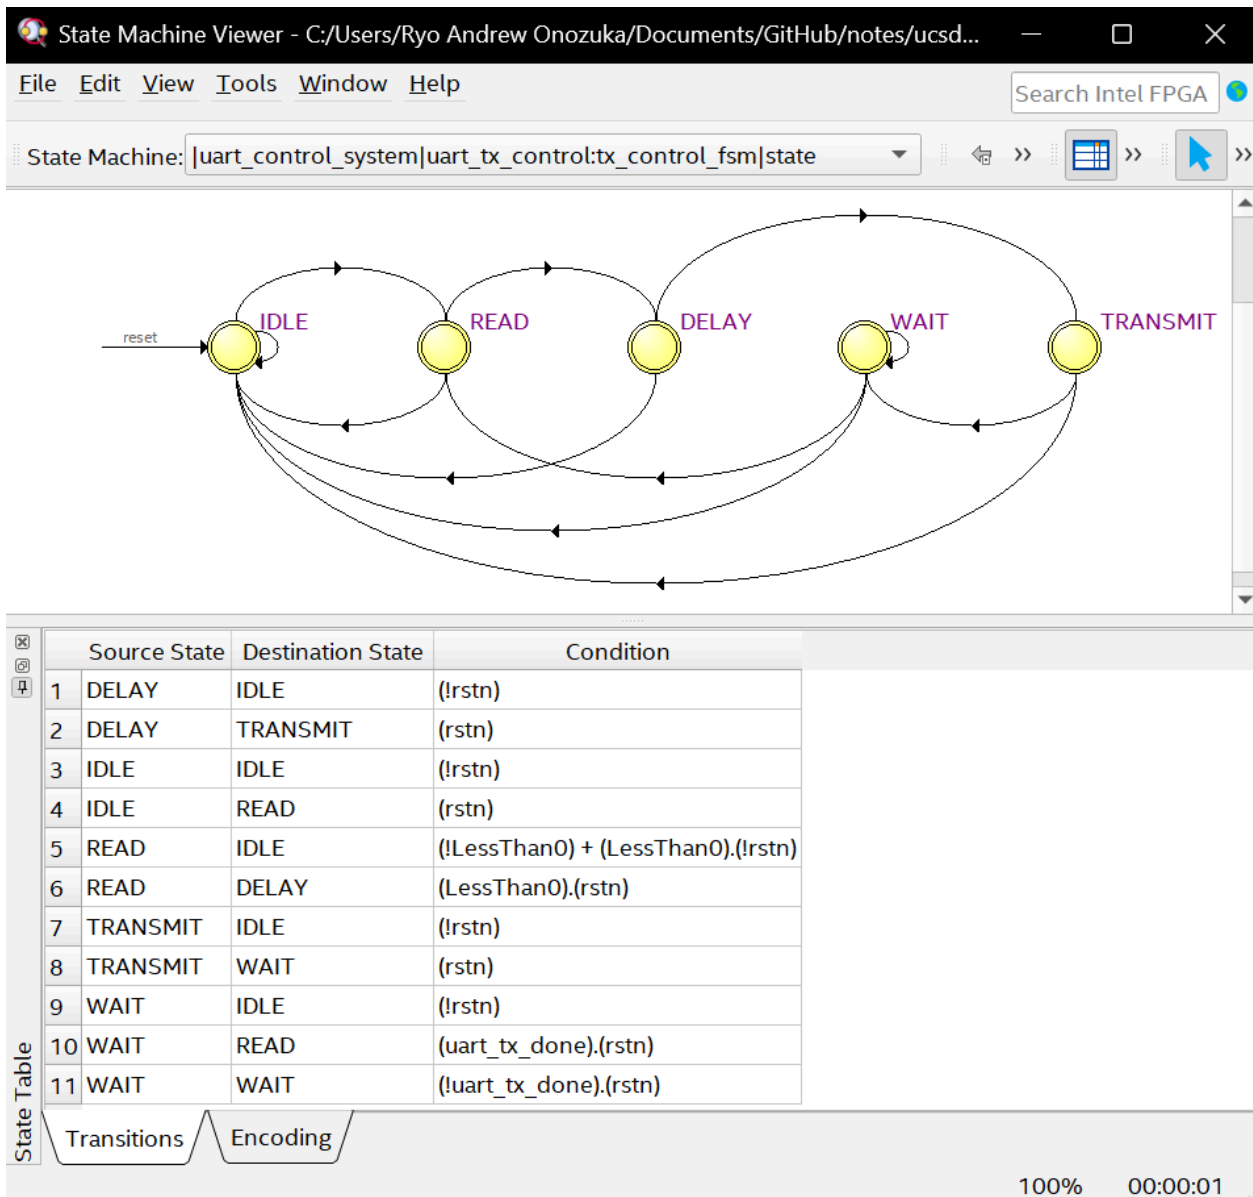 State Machine Viewer - C:/Users/Ryo Andrew Onozuka/Documents/GitHub/notes/ucsd...
File Edit View Tools Window Help
Search Intel FPGA
State Machine: |uart_control_system|uart_tx_control:tx_control_fsm|state
reset
IDLE READ DELAY WAIT TRANSMIT
Source State Destination State Condition
1 DELAY IDLE (!rstn)
2 DELAY TRANSMIT (rstn)
3 IDLE IDLE (!rstn)
4 IDLE READ (rstn)
5 READ IDLE (!LessThan0) + (LessThan0).(!rstn)
6 READ DELAY (LessThan0).(rstn)
7 TRANSMIT IDLE (!rstn)
8 TRANSMIT WAIT (rstn)
9 WAIT IDLE (!rstn)
10 WAIT READ (uart_tx_done).(rstn)
11 WAIT WAIT (!uart_tx_done).(rstn)
State Table
Transitions Encoding
100% 00:00:01